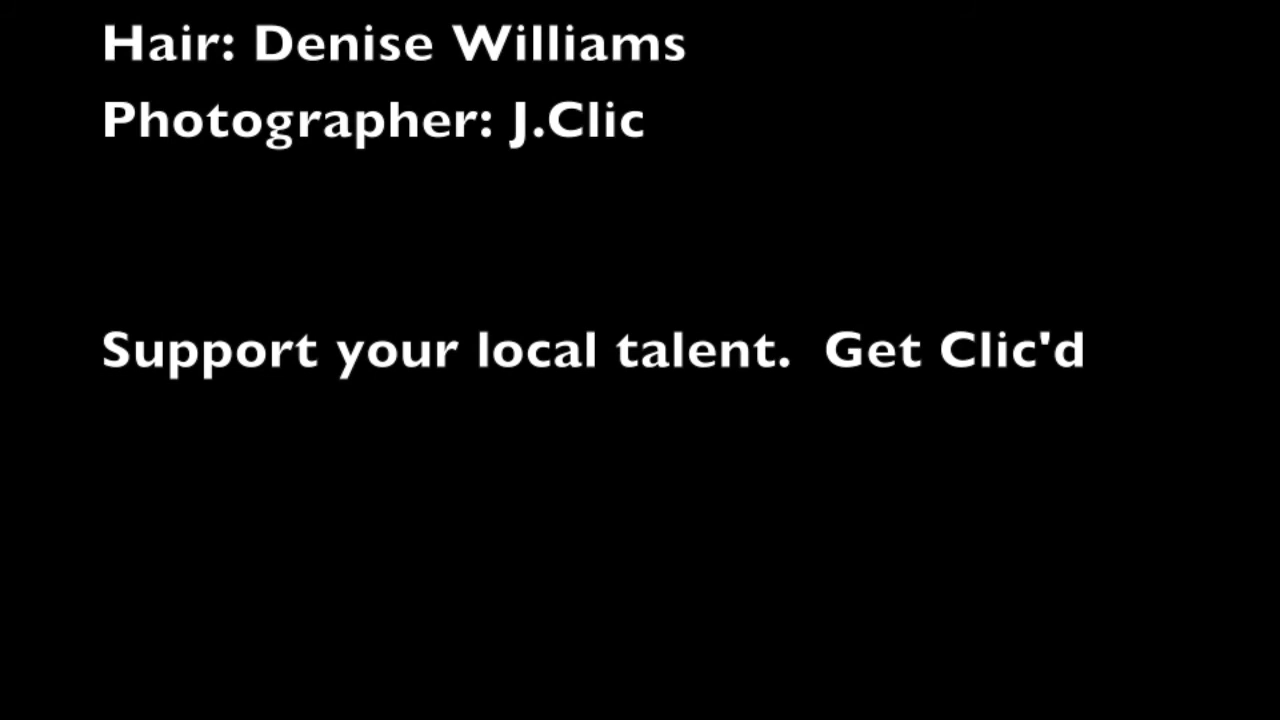 Hair: Denise Williams
Photographer: J.Clic
Support your local talent.  Get Clic'd